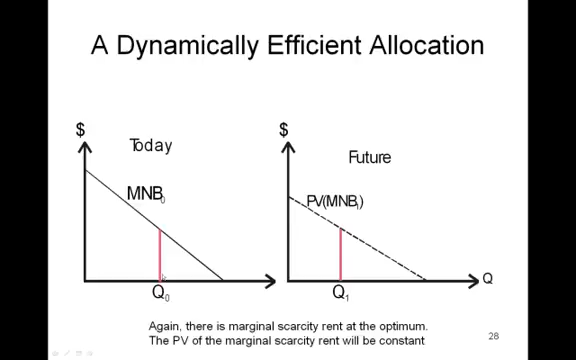 A Dynamically Efficient Allocation
$
Today
MNB0
Q0
$
Future
PV(MNB1)
Q
Q1
Again, there is marginal scarcity rent at the optimum.
The PV of the marginal scarcity rent will be constant
28